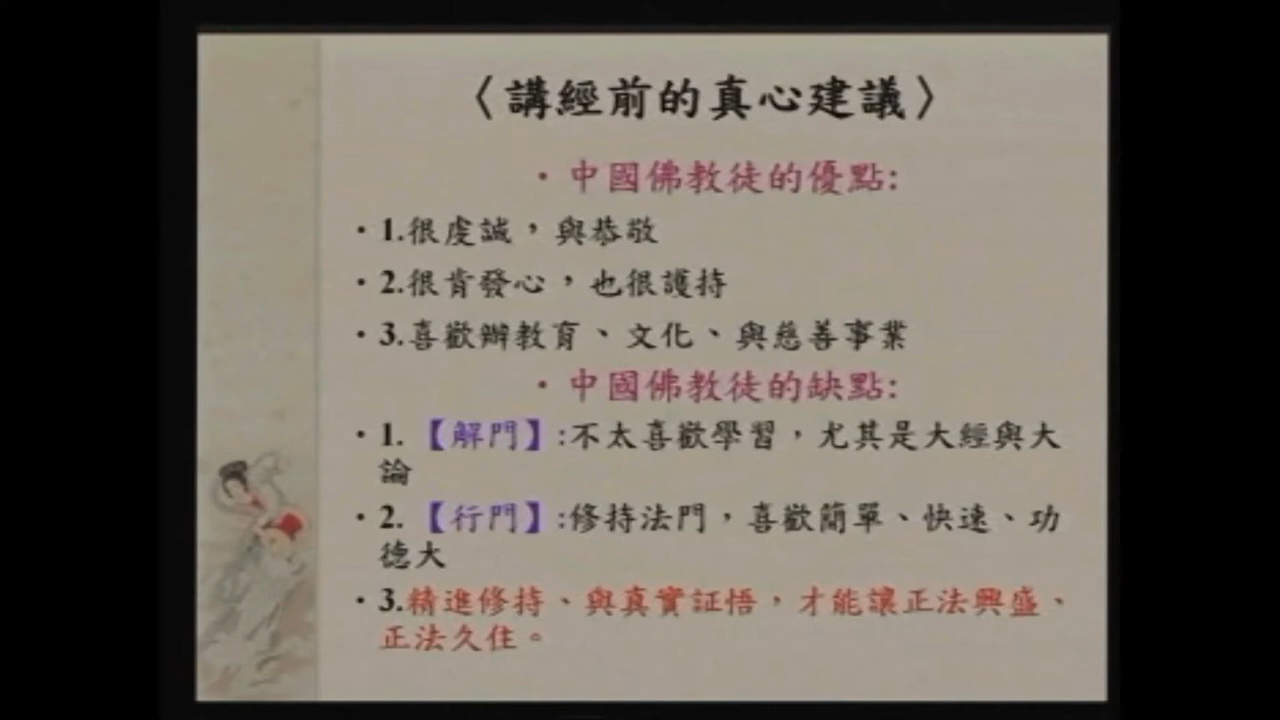 〈講經前的真心建議〉
•中國佛教徒的優點:
•1.很虔誠，與恭敬
•2.很肯發心，也很護持
•3.喜歡辦教育、文化、與慈善事業
•中國佛教徒的缺點:
•1.【解門】:不太喜歡學習，尤其是大經與大
論
•2.【行門】:修持法門，喜歡簡單、快速、功
德大
•3.精進修持、與真實証悟，才能讓正法興盛、
正法久住。